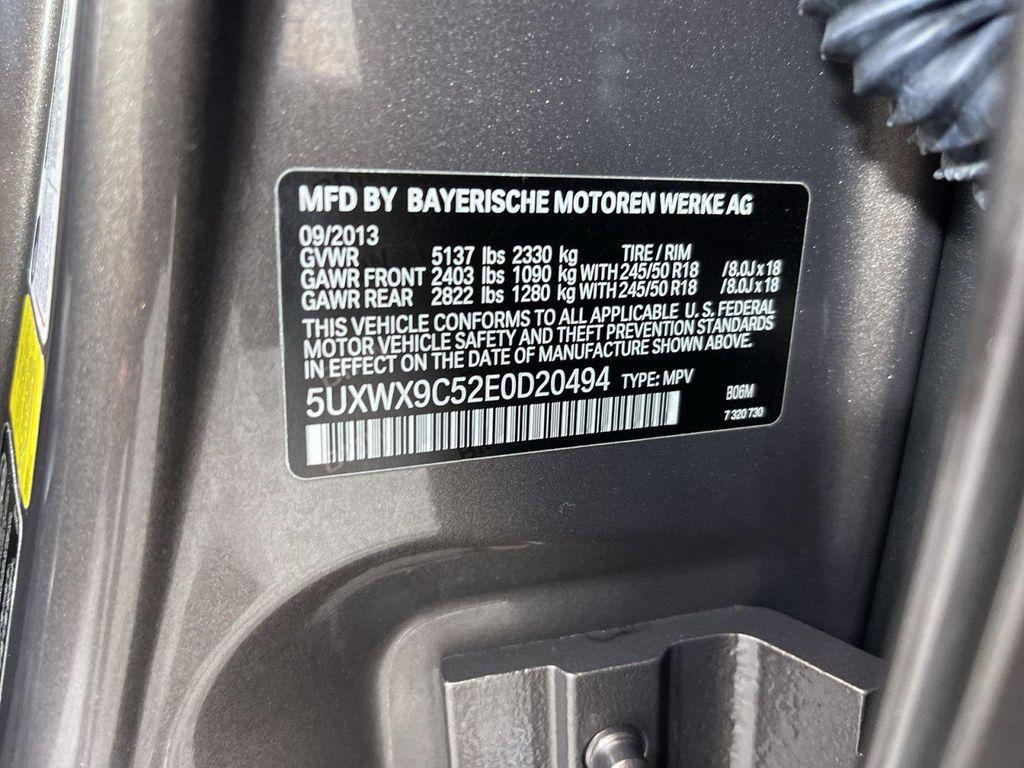 MFD BY BAYERISCHE MOTOREN WERKE AG
09/2013
GVWR 5137 lbs 2330 kg TIRE / RIM
GAWR FRONT 2403 lbs 1090 kg WITH 245/50 R18 /8.0J x 18
GAWR REAR 2822 lbs 1280 kg WITH 245/50 R18 /8.0J x 18
THIS VEHICLE CONFORMS TO ALL APPLICABLE U. S. FEDERAL
MOTOR VEHICLE SAFETY AND THEFT PREVENTION STANDARDS
IN EFFECT ON THE DATE OF MANUFACTURE SHOWN ABOVE.
5UXWX9C52E0D20494 TYPE: MPV
B06M
7 320 730